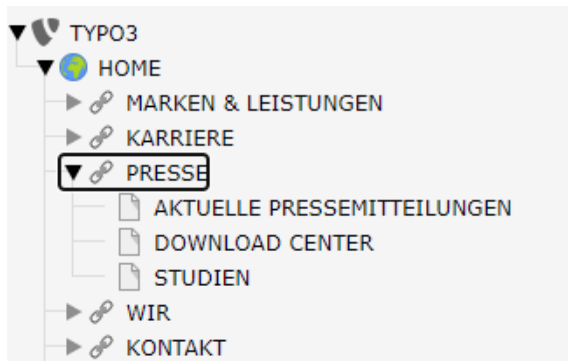 TYPO3
HOME
MARKEN & LEISTUNGEN
KARRIERE
PRESSE
AKTUELLE PRESSEMITTEILUNGEN
DOWNLOAD CENTER
STUDIEN
WIR
KONTAKT